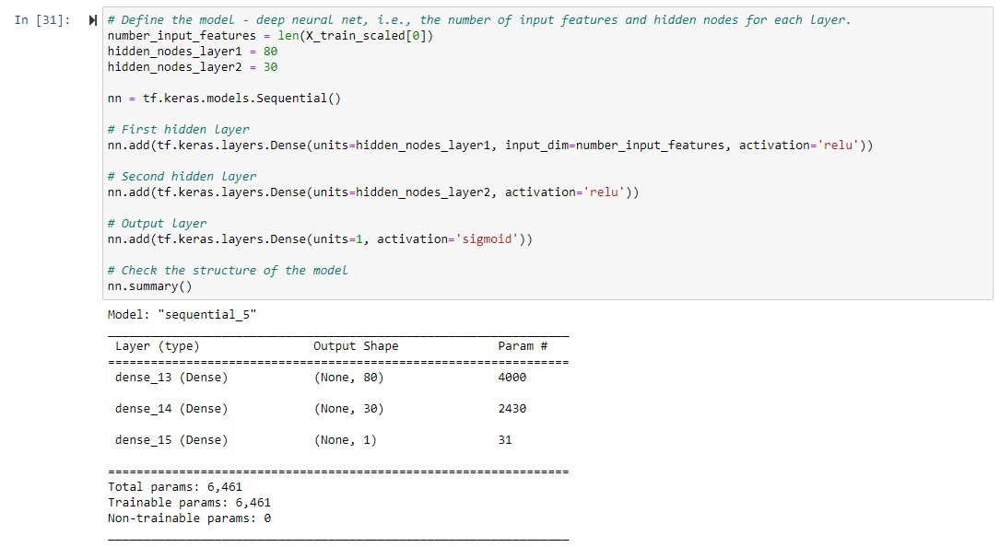 In [31]:
# Define the model - deep neural net, i.e., the number of input features and hidden nodes for each layer.
number_input_features = len(X_train_scaled[0])
hidden_nodes_layer1 = 80
hidden_nodes_layer2 = 30
nn = tf.keras.models.Sequential()
# First hidden layer
nn.add(tf.keras.layers.Dense(units=hidden_nodes_layer1, input_dim=number_input_features, activation='relu'))
# Second hidden layer
nn.add(tf.keras.layers.Dense(units=hidden_nodes_layer2, activation='relu'))
# Output layer
nn.add(tf.keras.layers.Dense(units=1, activation='sigmoid'))
# Check the structure of the model
nn.summary()
Model: "sequential_5"
_________________________________________________________________
Layer (type) Output Shape Param #
=================================================================
dense_13 (Dense) (None, 80) 4000
dense_14 (Dense) (None, 30) 2430
dense_15 (Dense) (None, 1) 31
=================================================================
Total params: 6,461
Trainable params: 6,461
Non-trainable params: 0
_________________________________________________________________